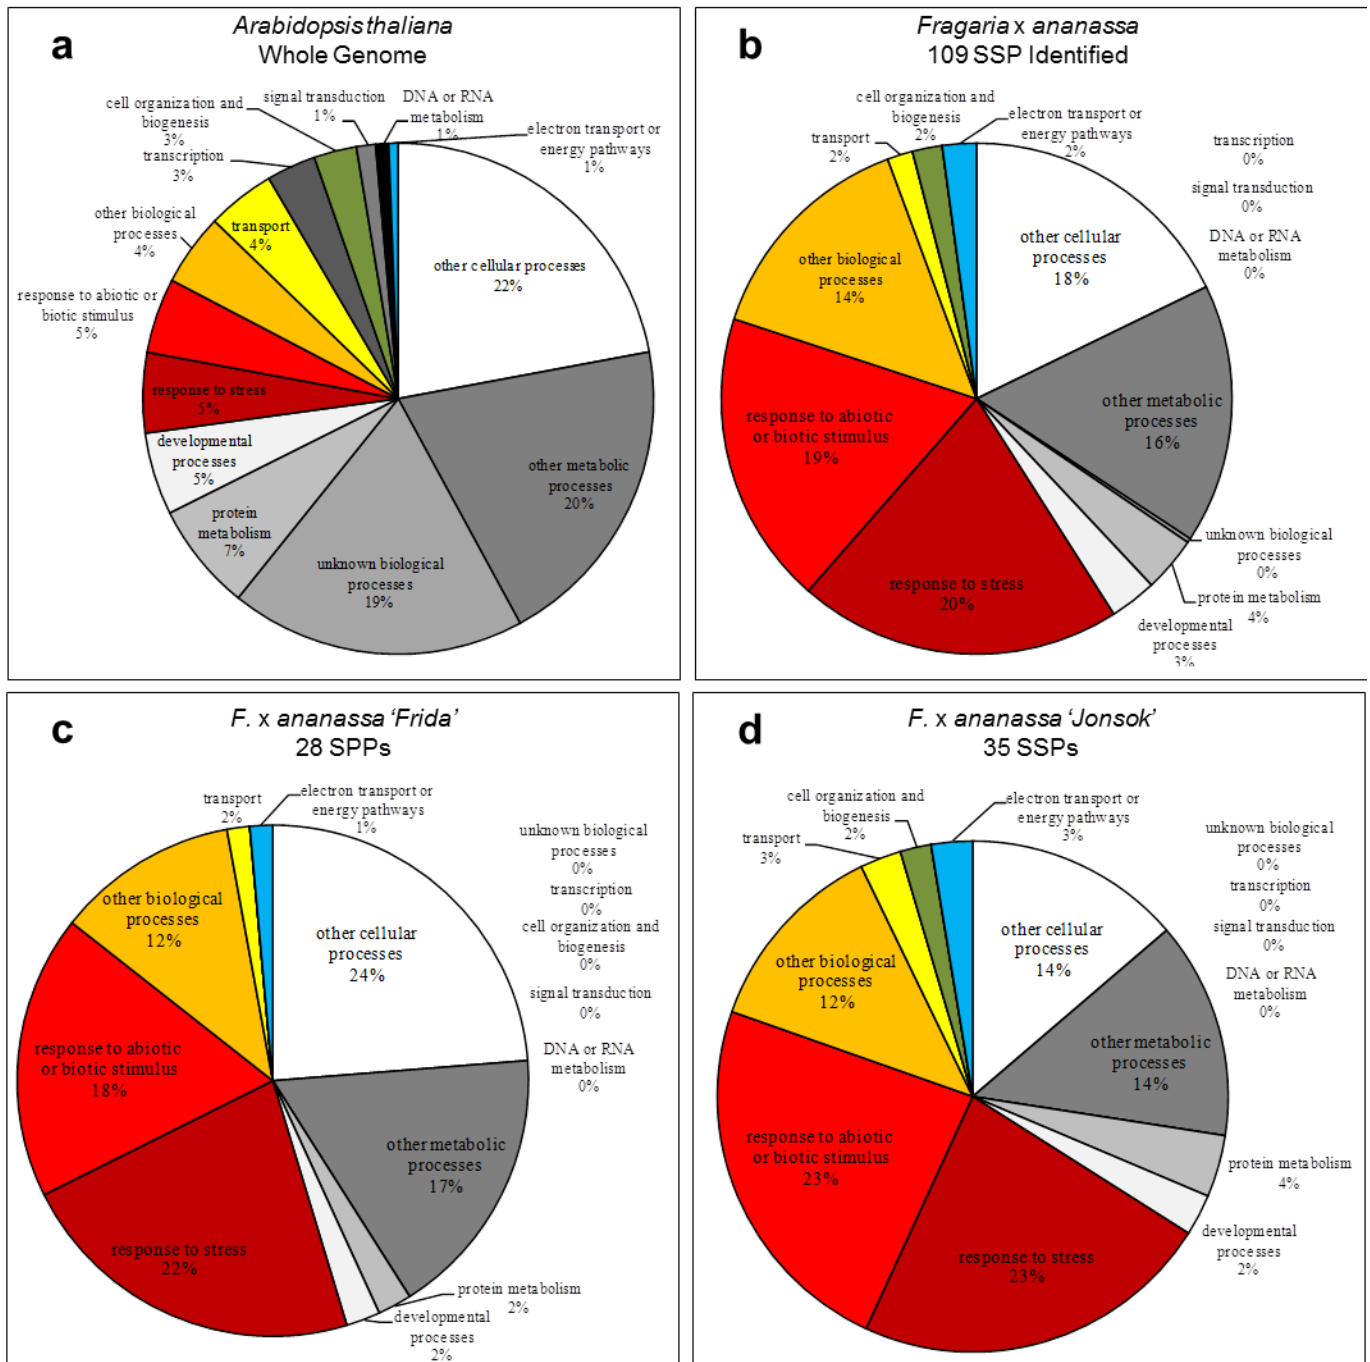 a
Arabidopsis thaliana
Whole Genome
cell organization and
biogenesis
3%
signal transduction
1%
DNA or RNA
metabolism
1%
electron transport or
energy pathways
1%
transcription
3%
other biological
processes
4%
transport
4%
response to abiotic or
biotic stimulus
5%
response to stress
5%
developmental
processes
5%
protein
metabolism
7%
unknown biological
processes
19%
other metabolic
processes
20%
other cellular processes
22%
b
Fragaria x ananassa
109 SSP Identified
cell organization and
biogenesis
2%
transport
2%
electron transport or
energy pathways
2%
transcription
0%
signal transduction
0%
DNA or RNA
metabolism
0%
other cellular
processes
18%
other biological
processes
14%
other metabolic
processes
16%
response to abiotic
or biotic stimulus
19%
unknown biological
processes
0%
response to stress
20%
protein metabolism
4%
developmental
processes
3%
c
F. x ananassa ‘Frida’
28 SPPs
transport
2%
electron transport or
energy pathways
1%
unknown biological
processes
0%
transcription
0%
cell organization and
biogenesis
0%
signal transduction
0%
DNA or RNA
metabolism
0%
other biological
processes
12%
other cellular
processes
24%
response to abiotic
or biotic stimulus
18%
other metabolic
processes
17%
response to stress
22%
protein metabolism
2%
developmental
processes
2%
d
F. x ananassa ‘Jonsok’
35 SSPs
cell organization and
biogenesis
2%
electron transport or
energy pathways
3%
transport
3%
unknown biological
processes
0%
transcription
0%
signal transduction
0%
DNA or RNA
metabolism
0%
other cellular
processes
14%
other biological
processes
12%
other metabolic
processes
14%
response to abiotic
or biotic stimulus
23%
protein metabolism
4%
developmental
processes
2%
response to stress
23%